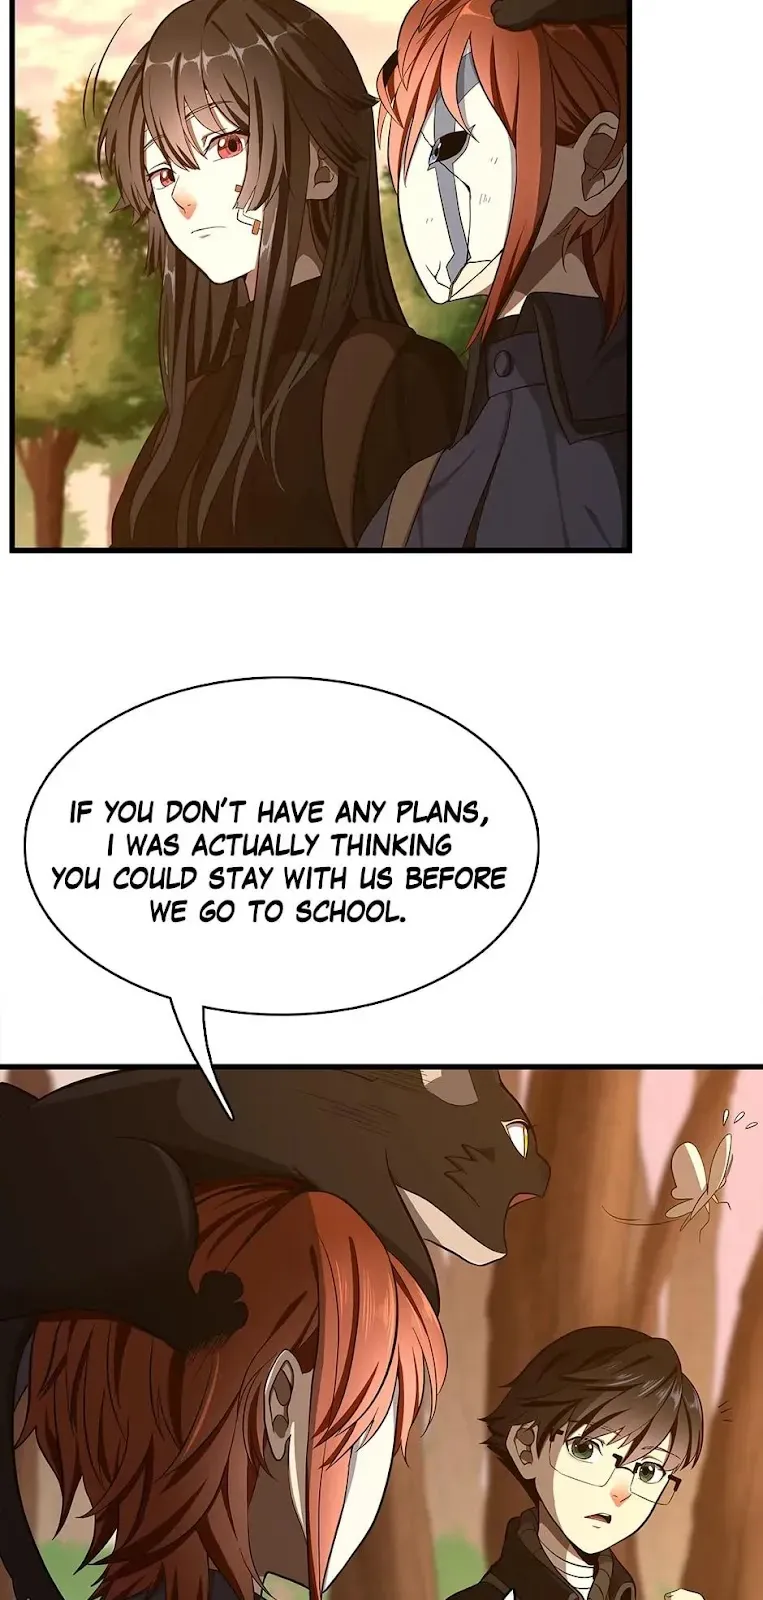 IF YOU DON'T HAVE ANY PLANS,
I WAS ACTUALLY THINKING
YOU COULD STAY WITH US BEFORE
WE GO TO SCHOOL.